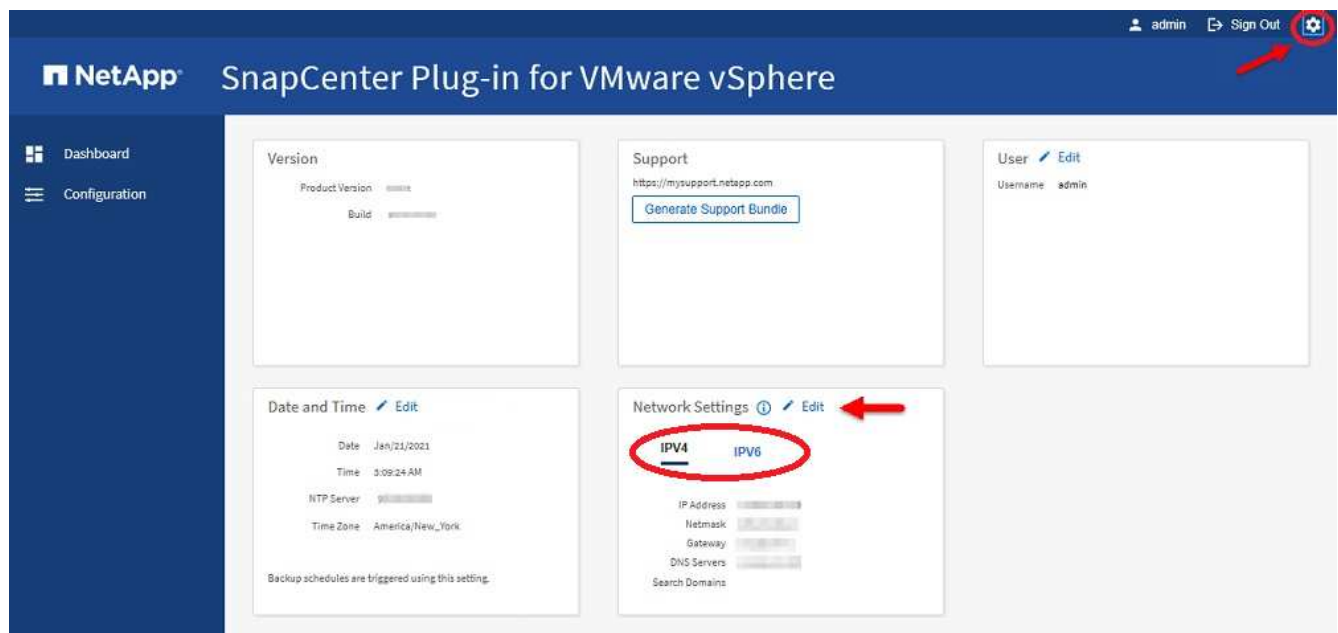 admin Sign Out
NetApp SnapCenter Plug-in for VMware vSphere
Dashboard
Configuration
Version
Product Version
Build
Support
https://mysupport.netapp.com
Generate Support Bundle
User Edit
Username admin
Date and Time Edit
Date Jan/21/2021
Time 3:09:24 AM
NTP Server
Time Zone America/New_York
Backup schedules are triggered using this setting.
Network Settings Edit
IPV4 IPV6
IP Address
Netmask
Gateway
DNS Servers
Search Domains